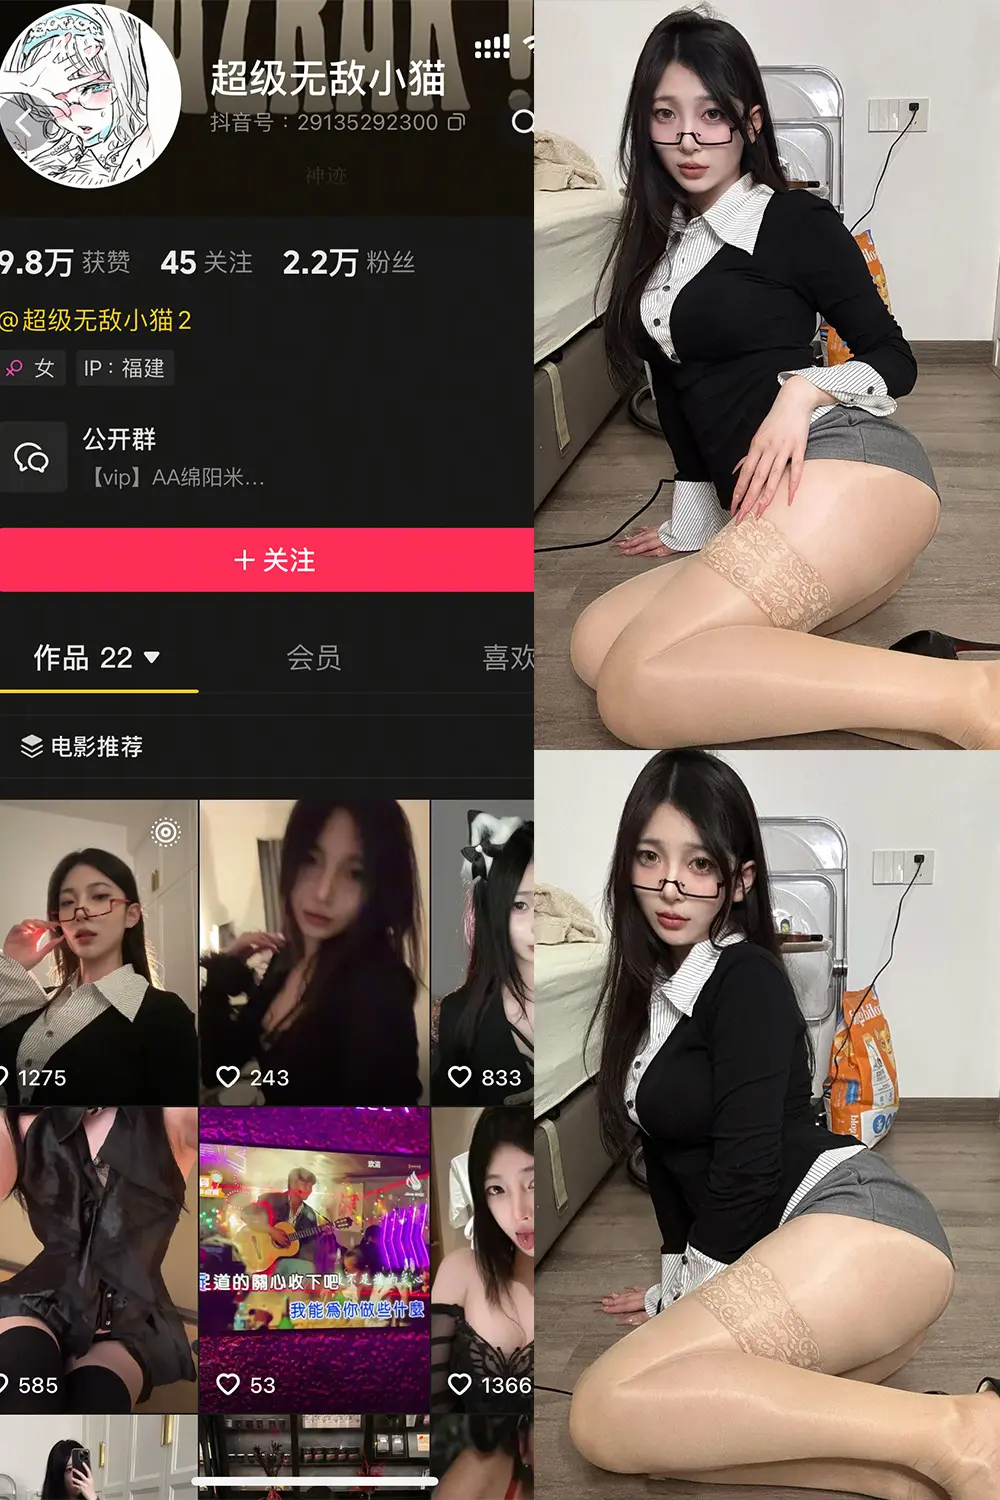 超级无敌小猫
抖音号：29135292300
神迹
9.8万 获赞 45 关注 2.2万 粉丝
@超级无敌小猫2
女 IP：福建
公开群
【vip】AA绵阳米...
+ 关注
作品 22 会员 喜欢
电影推荐
1275 243 833
欢迎
道的關心收下吧
我能為你做些什麼
585 53 1366